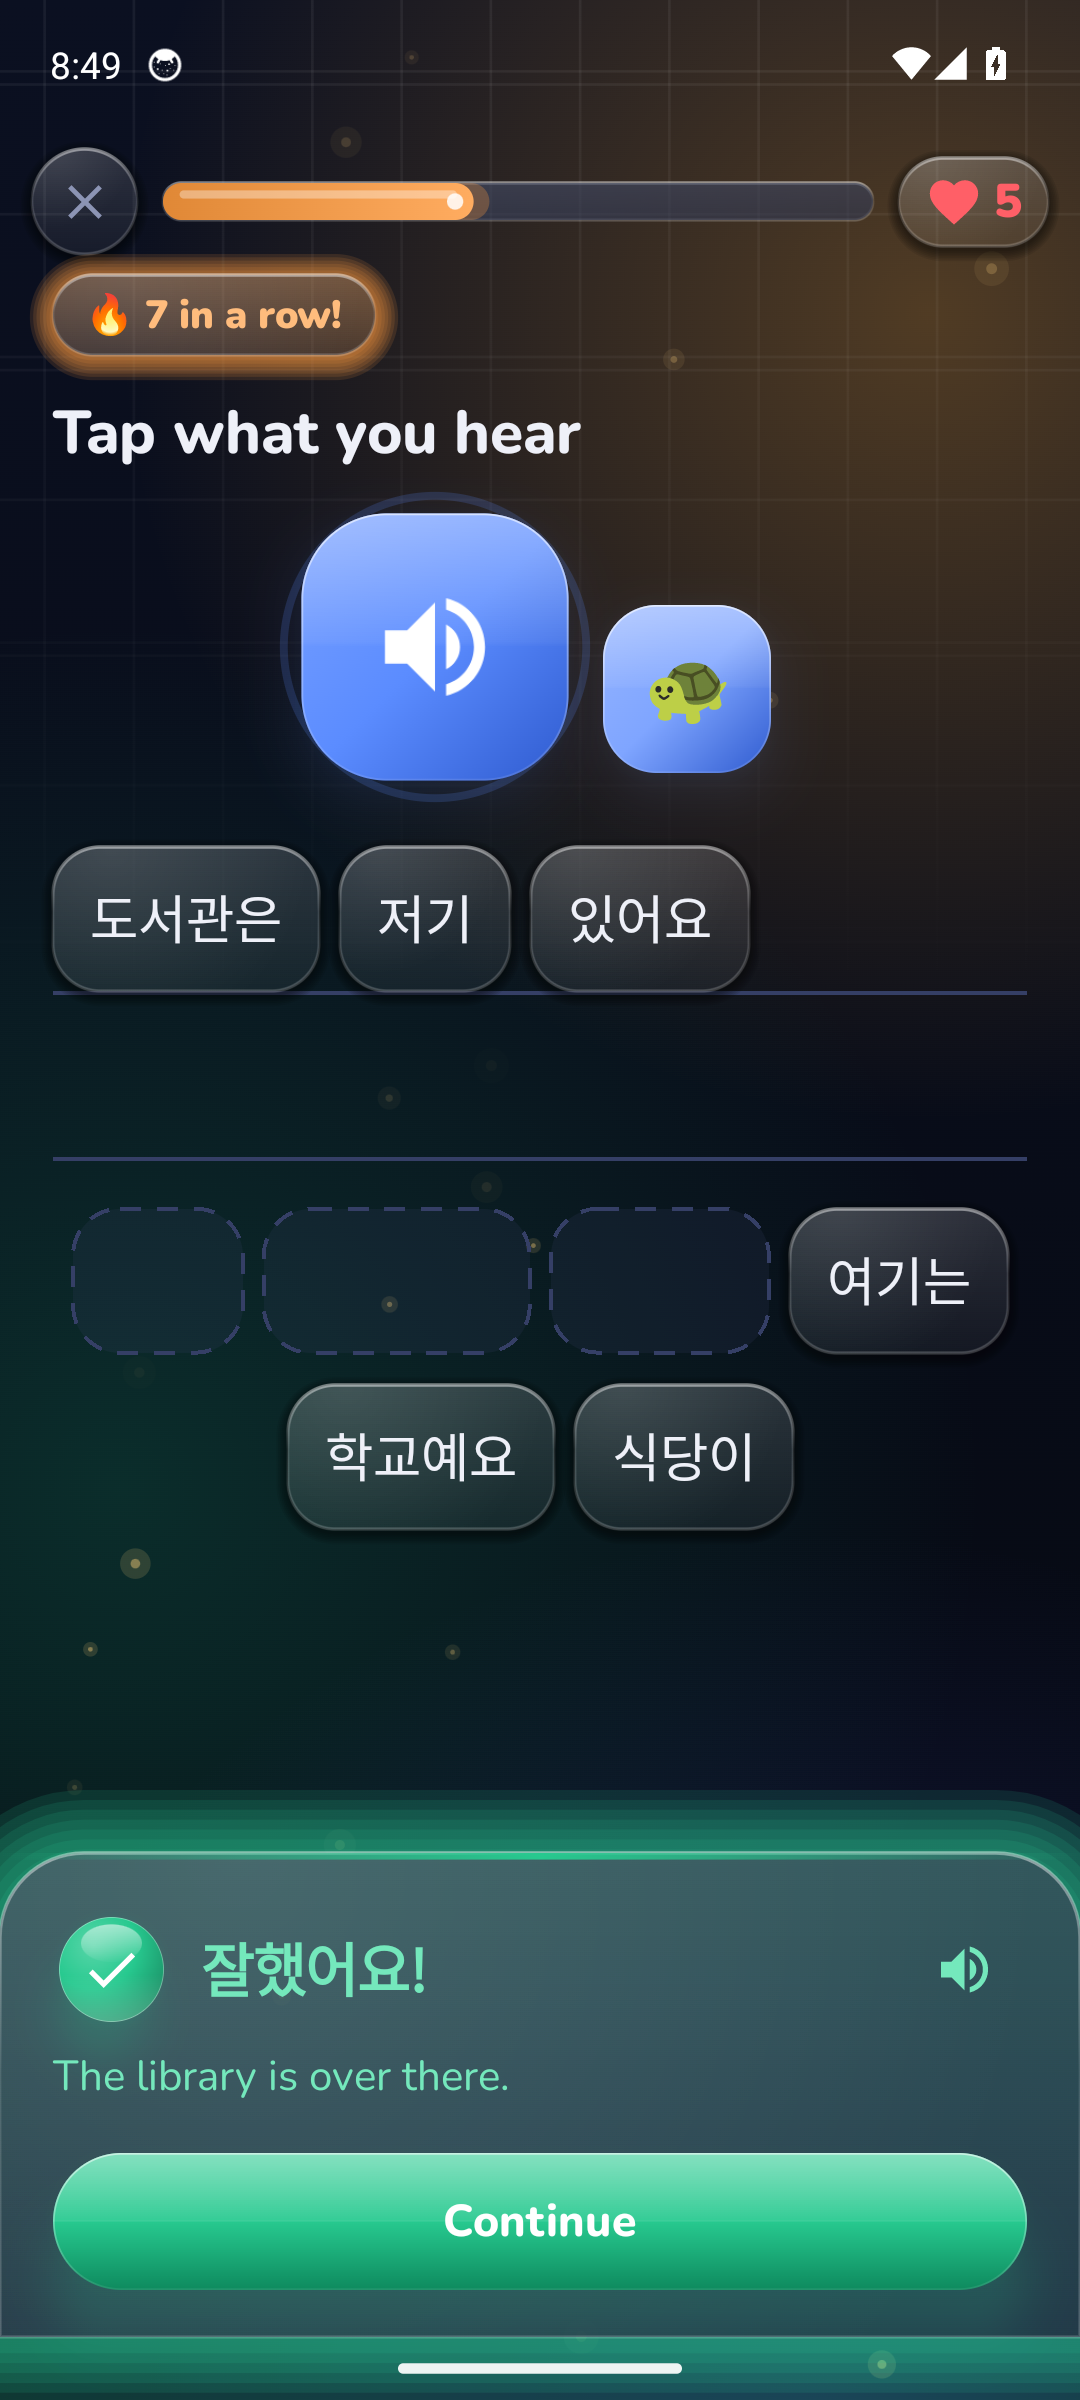 8:49
5
🔥 7 in a row!
Tap what you hear
도서관은 저기 있어요
여기는
학교예요 식당이
잘했어요!
The library is over there.
Continue